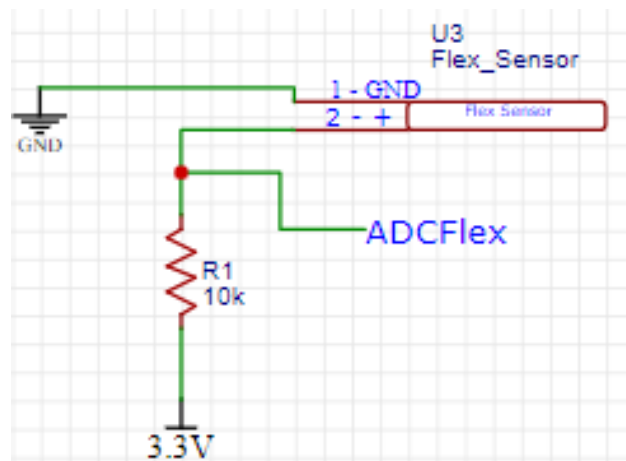 U3
Flex_Sensor
1 - GND
Flex Sensor
2 - +
GND
ADCFlex
R1
10k
3.3V